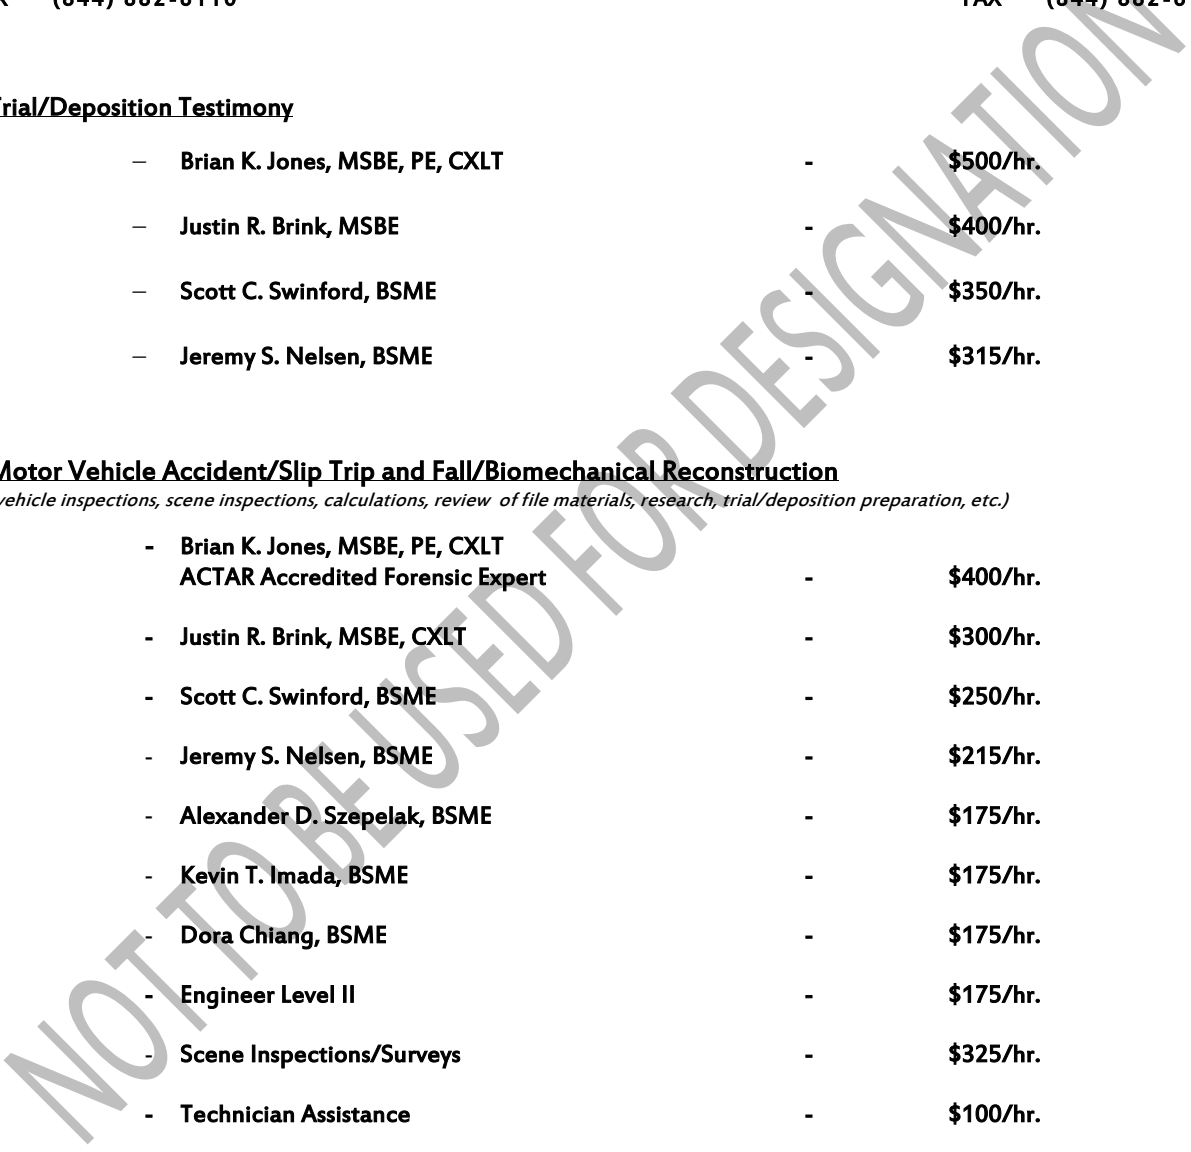 Trial/Deposition Testimony
– Brian K. Jones, MSBE, PE, CXLT - $500/hr.
– Justin R. Brink, MSBE - $400/hr.
– Scott C. Swinford, BSME - $350/hr.
– Jeremy S. Nelsen, BSME - $315/hr.
Motor Vehicle Accident/Slip Trip and Fall/Biomechanical Reconstruction
vehicle inspections, scene inspections, calculations, review of file materials, research, trial/deposition preparation, etc.)
- Brian K. Jones, MSBE, PE, CXLT
ACTAR Accredited Forensic Expert - $400/hr.
- Justin R. Brink, MSBE, CXLT - $300/hr.
- Scott C. Swinford, BSME - $250/hr.
- Jeremy S. Nelsen, BSME - $215/hr.
- Alexander D. Szepelak, BSME - $175/hr.
- Kevin T. Imada, BSME - $175/hr.
- Dora Chiang, BSME - $175/hr.
- Engineer Level II - $175/hr.
- Scene Inspections/Surveys - $325/hr.
- Technician Assistance - $100/hr.
NOT TO BE USED FOR DESIGNATION